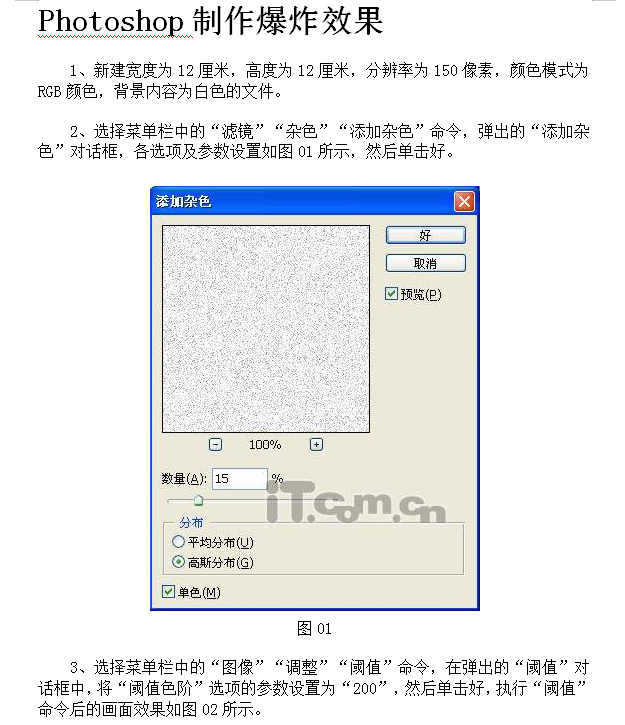 Photoshop 制作爆炸效果
1、新建宽度为 12 厘米，高度为 12 厘米，分辨率为 150 像素，颜色模式为
RGB 颜色，背景内容为白色的文件。
2、选择菜单栏中的“滤镜”“杂色”“添加杂色”命令，弹出的“添加杂
色”对话框，各选项及参数设置如图 01 所示，然后单击好。
添加杂色
好
取消
预览(P)
100%
数量(A): 15 %
iT.com.cn
分布
平均分布(U)
高斯分布(G)
单色(M)
图 01
3、选择菜单栏中的“图像”“调整”“阈值”命令，在弹出的“阈值”对
话框中，将“阈值色阶”选项的参数设置为“200”，然后单击好，执行“阈值”
命令后的画面效果如图 02 所示。